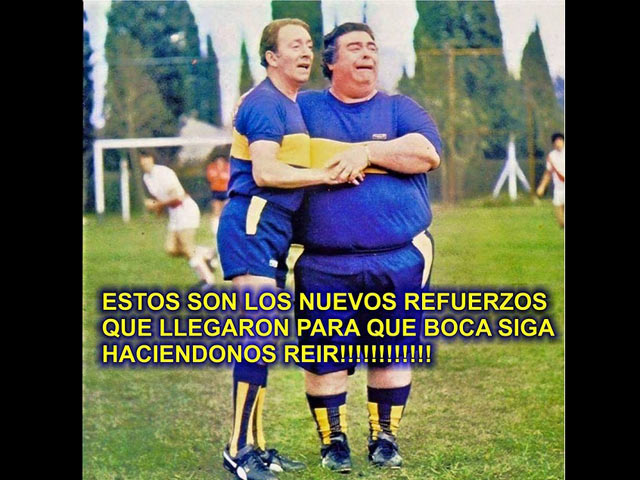 ESTOS SON LOS NUEVOS REFUERZOS
QUE LLEGARON PARA QUE BOCA SIGA
HACIENDONOS REIR!!!!!!!!!!!!